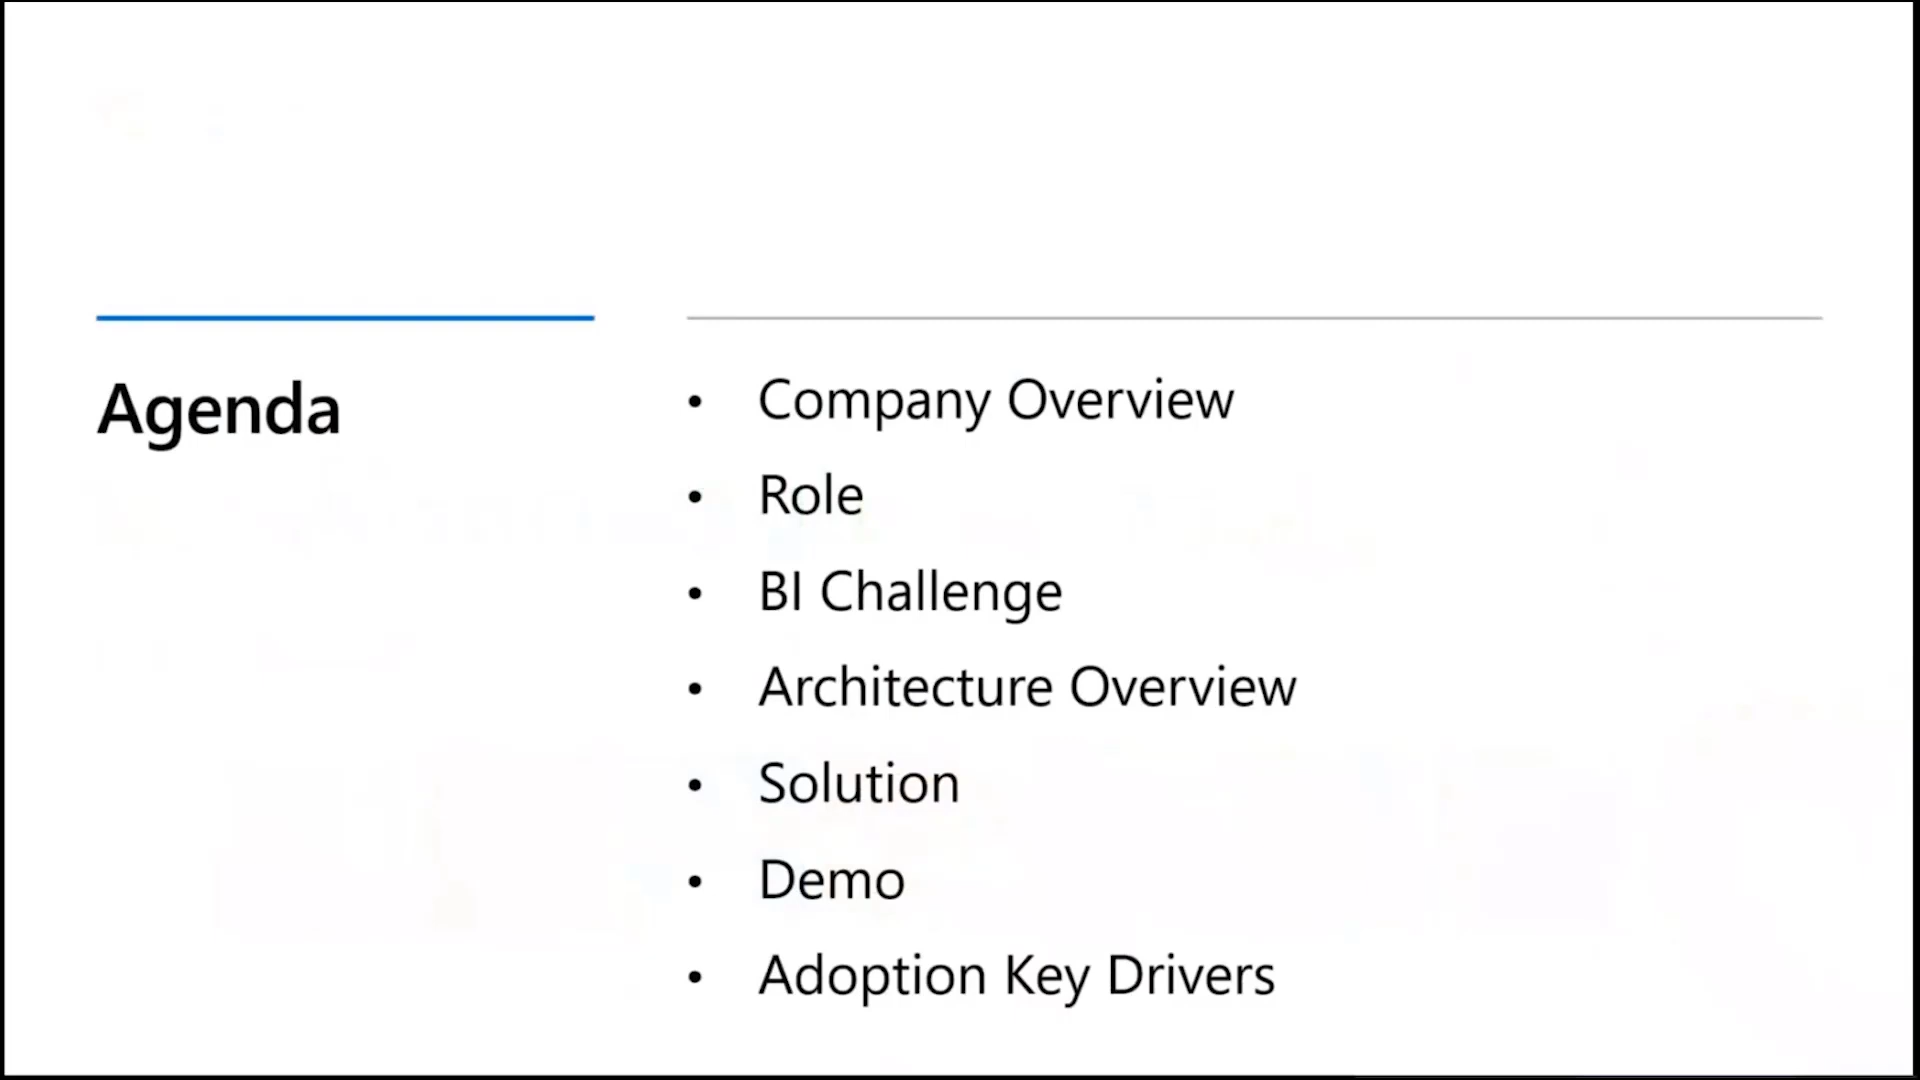 Agenda
• Company Overview
• Role
• BI Challenge
• Architecture Overview
• Solution
• Demo
• Adoption Key Drivers